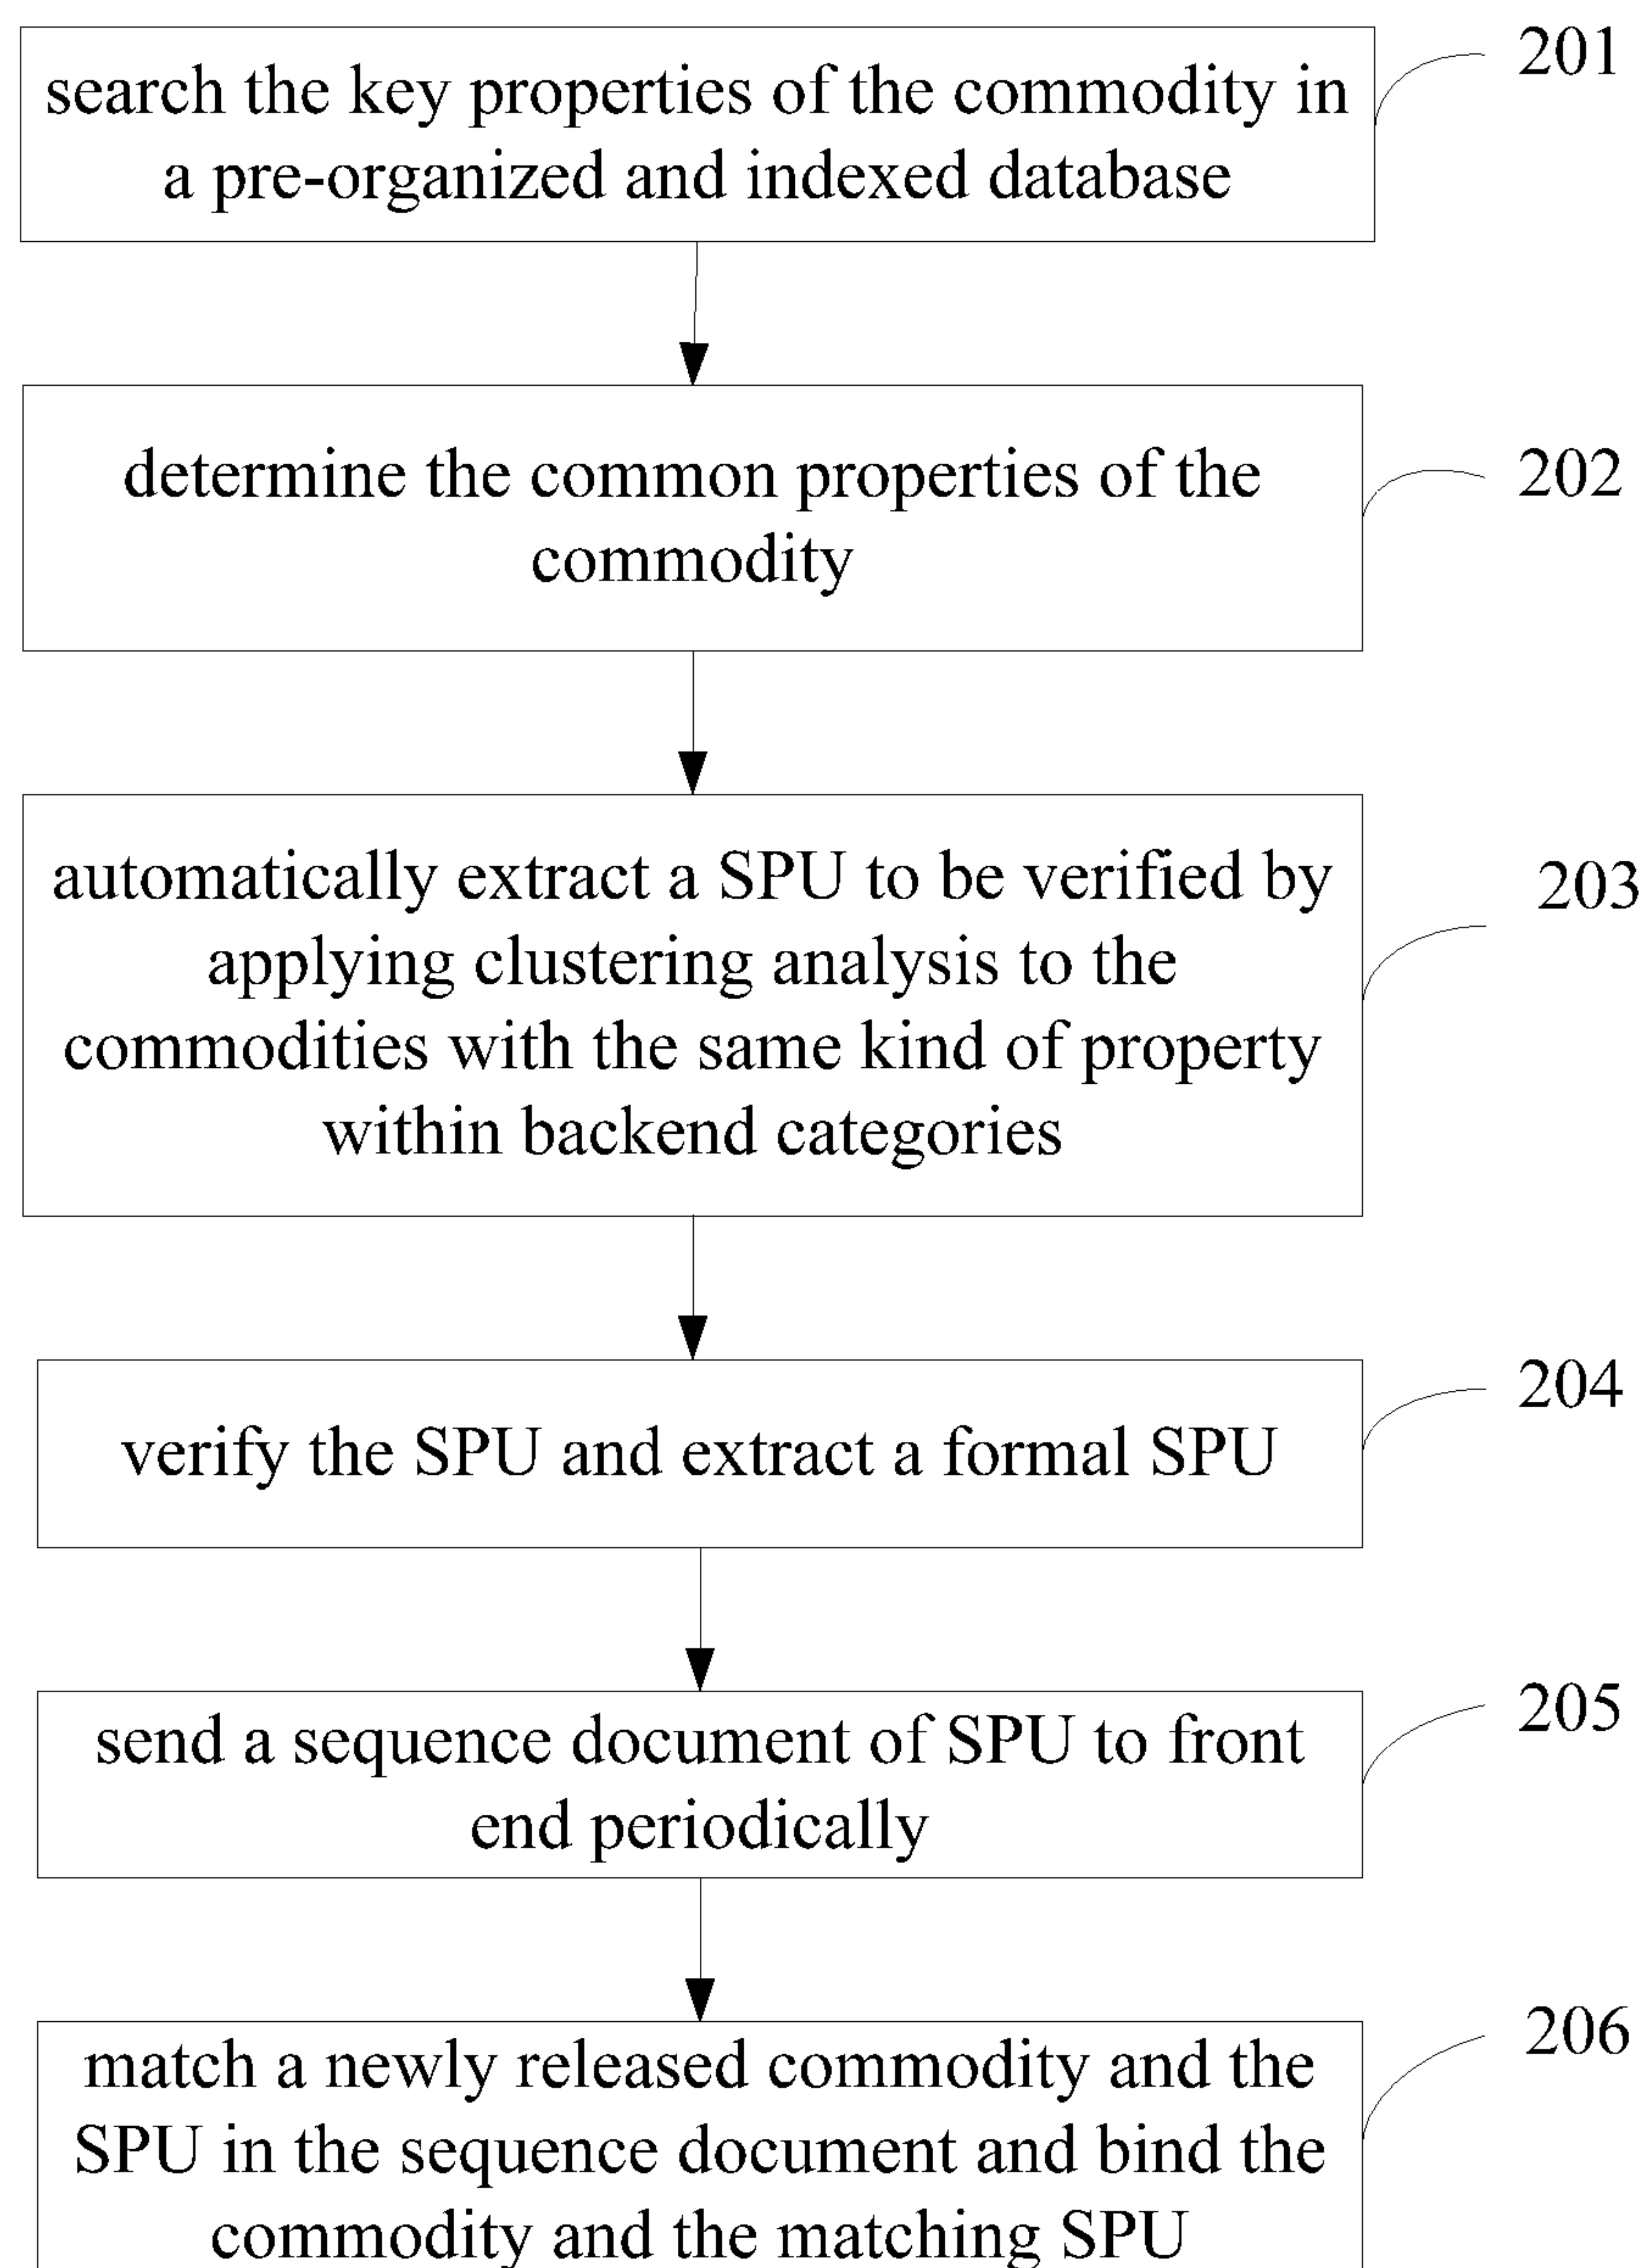 201
search the key properties of the commodity in
a pre-organized and indexed database
202
determine the common properties of the
commodity
203
automatically extract a SPU to be verified by
applying clustering analysis to the
commodities with the same kind of property
within backend categories
204
verify the SPU and extract a formal SPU
205
send a sequence document of SPU to front
end periodically
206
match a newly released commodity and the
SPU in the sequence document and bind the
commodity and the matching SPU